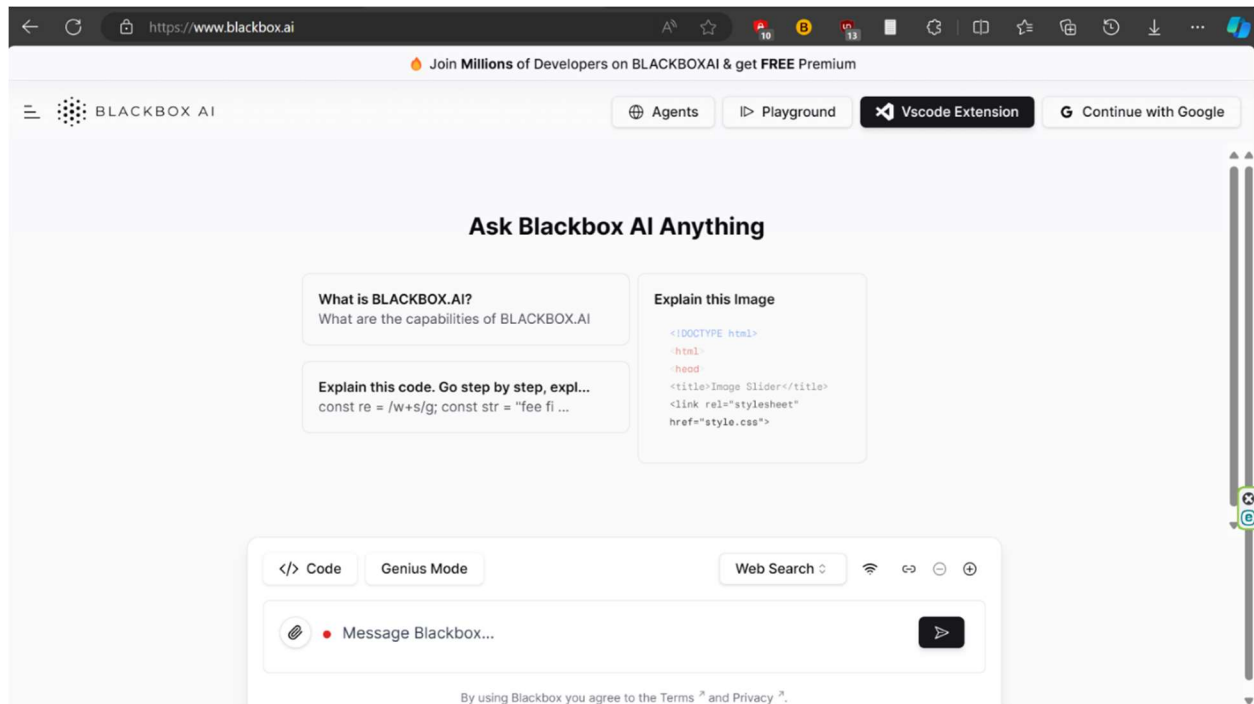 https://www.blackbox.ai
10
B
13
🔥 Join Millions of Developers on BLACKBOXAI & get FREE Premium
BLACKBOX AI
Agents
Playground
Vscode Extension
G Continue with Google
Ask Blackbox AI Anything
What is BLACKBOX.AI?
What are the capabilities of BLACKBOX.AI
Explain this code. Go step by step, expl...
const re = /w+s/g; const str = "fee fi ...
Explain this Image
<!DOCTYPE html>
<html>
<head>
<title>Image Slider</title>
<link rel="stylesheet"
href="style.css">
</> Code
Genius Mode
Web Search
Message Blackbox...
By using Blackbox you agree to the Terms ↗ and Privacy ↗.